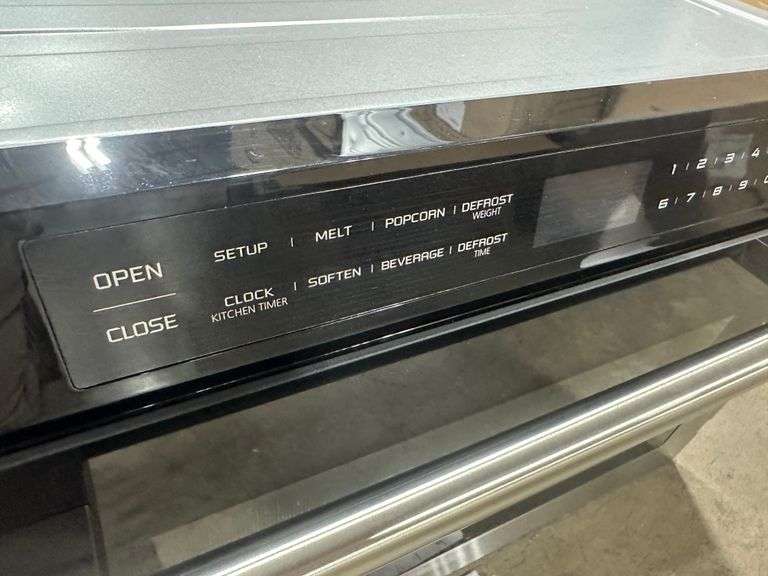 OPEN
CLOSE
SETUP | MELT | POPCORN | DEFROST
WEIGHT
CLOCK | SOFTEN | BEVERAGE | DEFROST
KITCHEN TIMER
TIME
1 | 2 | 3 | 4
6 | 7 | 8 | 9 | 0